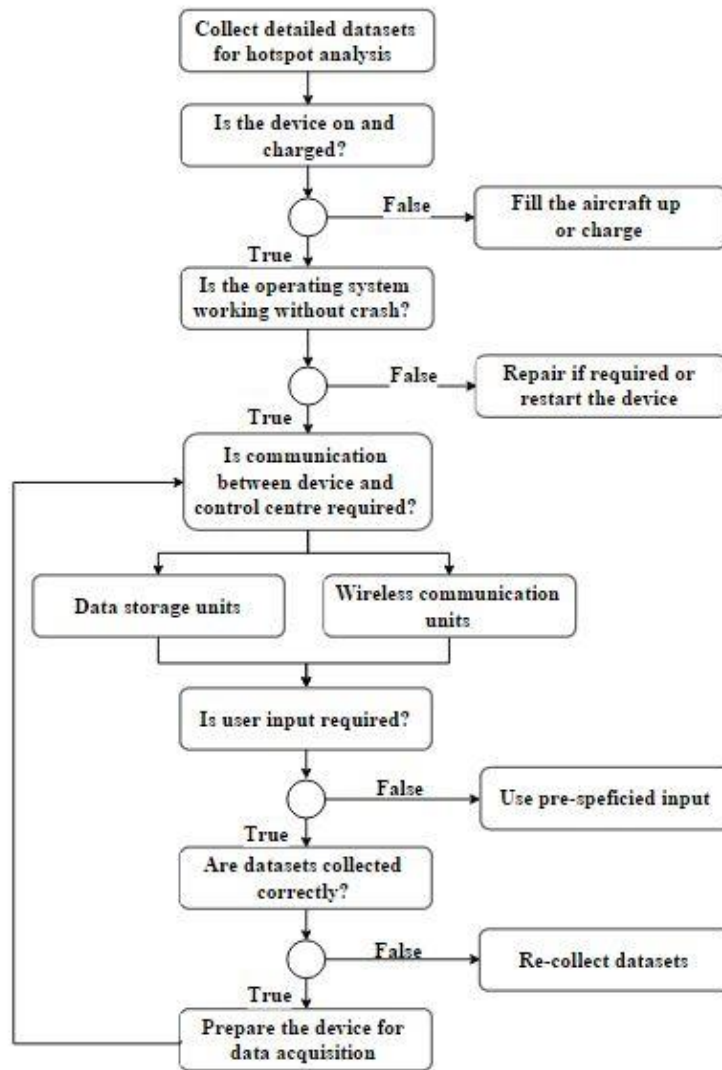 Collect detailed datasets
for hotspot analysis
Is the device on and
charged?
False
Fill the aircraft up
or charge
True
Is the operating system
working without crash?
False
Repair if required or
restart the device
True
Is communication
between device and
control centre required?
Data storage units
Wireless communication
units
Is user input required?
False
Use pre-speficied input
True
Are datasets collected
correctly?
False
Re-collect datasets
True
Prepare the device for
data acquisition